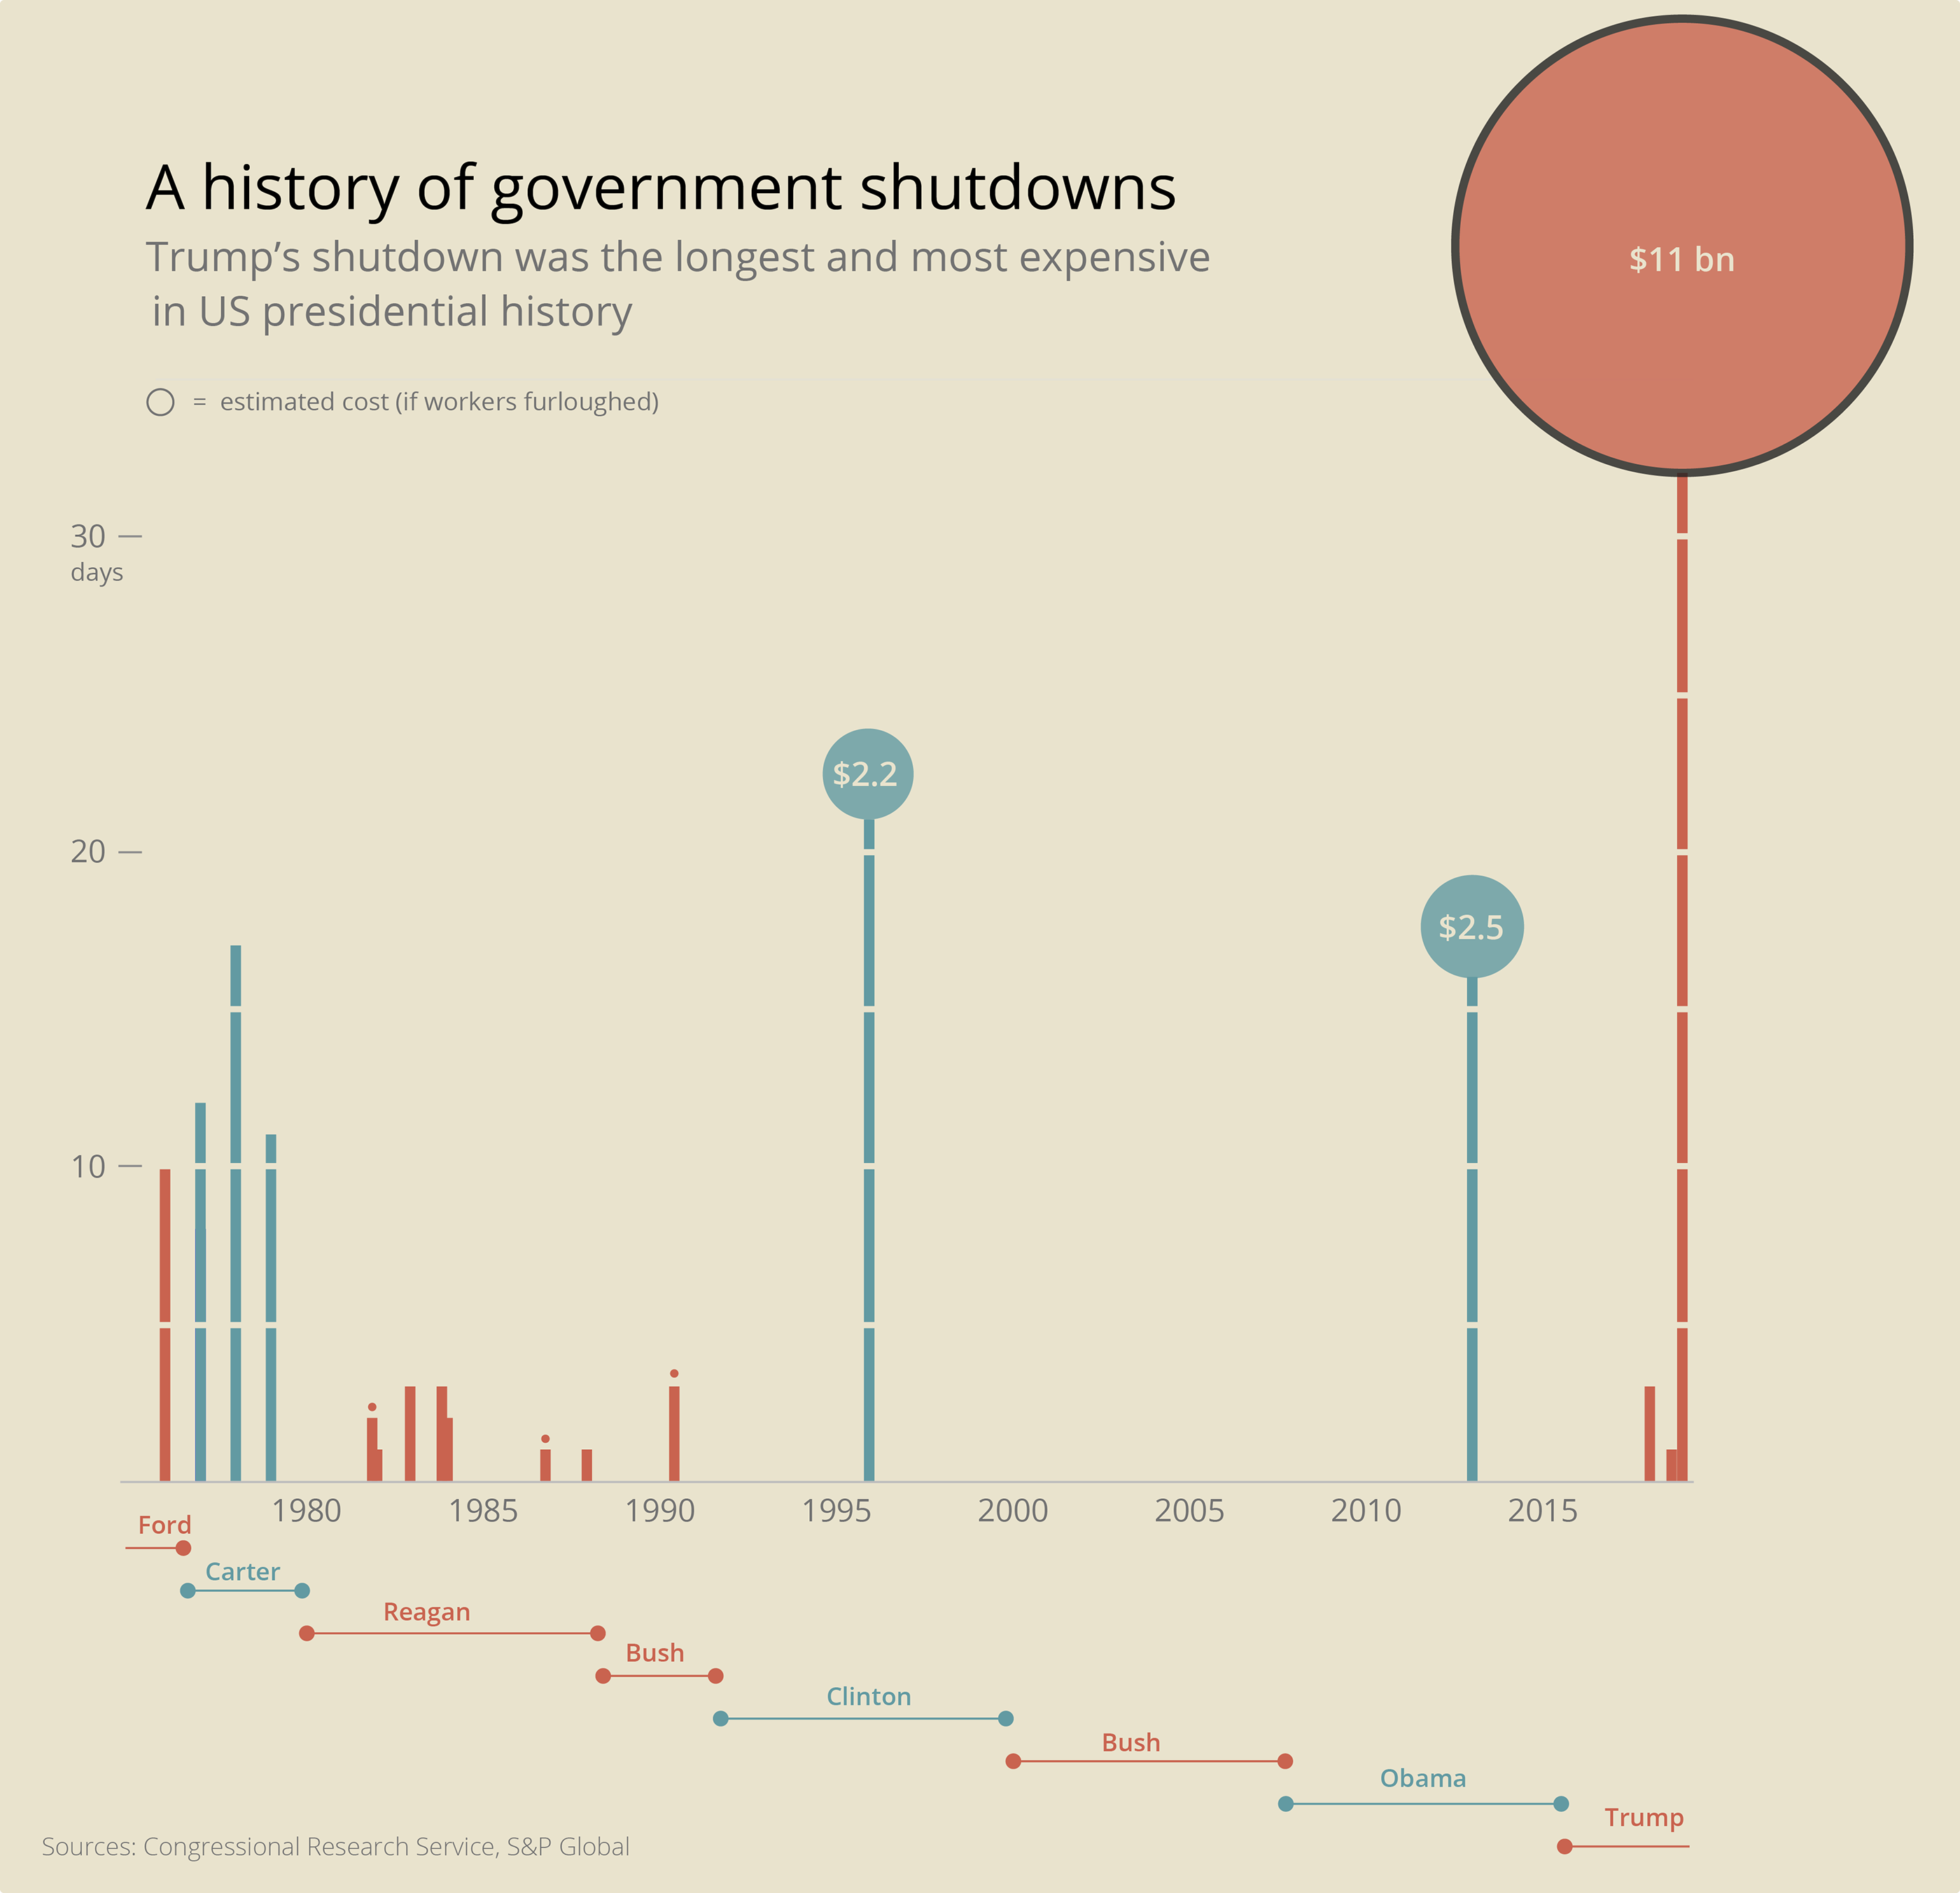 A history of government shutdowns
Trump’s shutdown was the longest and most expensive
in US presidential history
= estimated cost (if workers furloughed)
$11 bn
30
days
$2.2
20
$2.5
10
1980 1985 1990 1995 2000 2005 2010 2015
Ford
Carter
Reagan
Bush
Clinton
Bush
Obama
Trump
Sources: Congressional Research Service, S&P Global